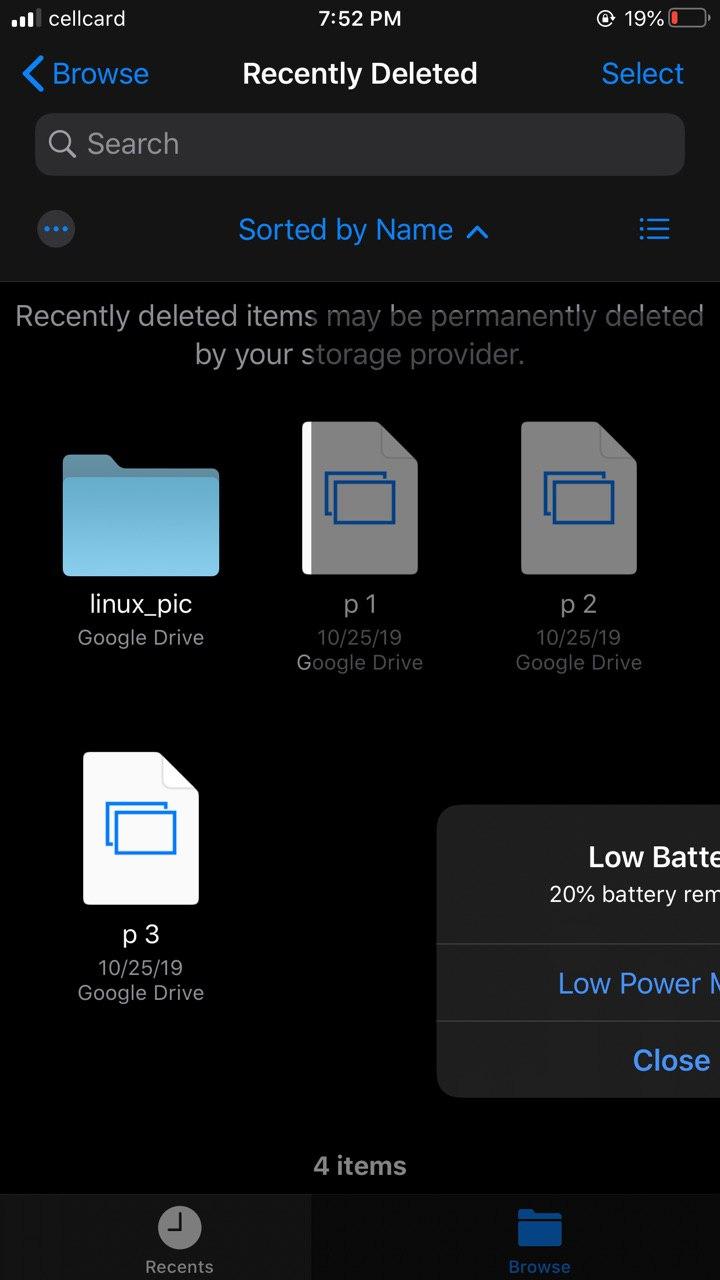 cellcard 7:52 PM 19%
Browse Recently Deleted Select
Search
Sorted by Name
Recently deleted items may be permanently deleted
by your storage provider.
linux_pic
Google Drive
p 1
10/25/19
Google Drive
p 2
10/25/19
Google Drive
p 3
10/25/19
Google Drive
Low Batte
20% battery rem
Low Power M
Close
4 items
Recents Browse